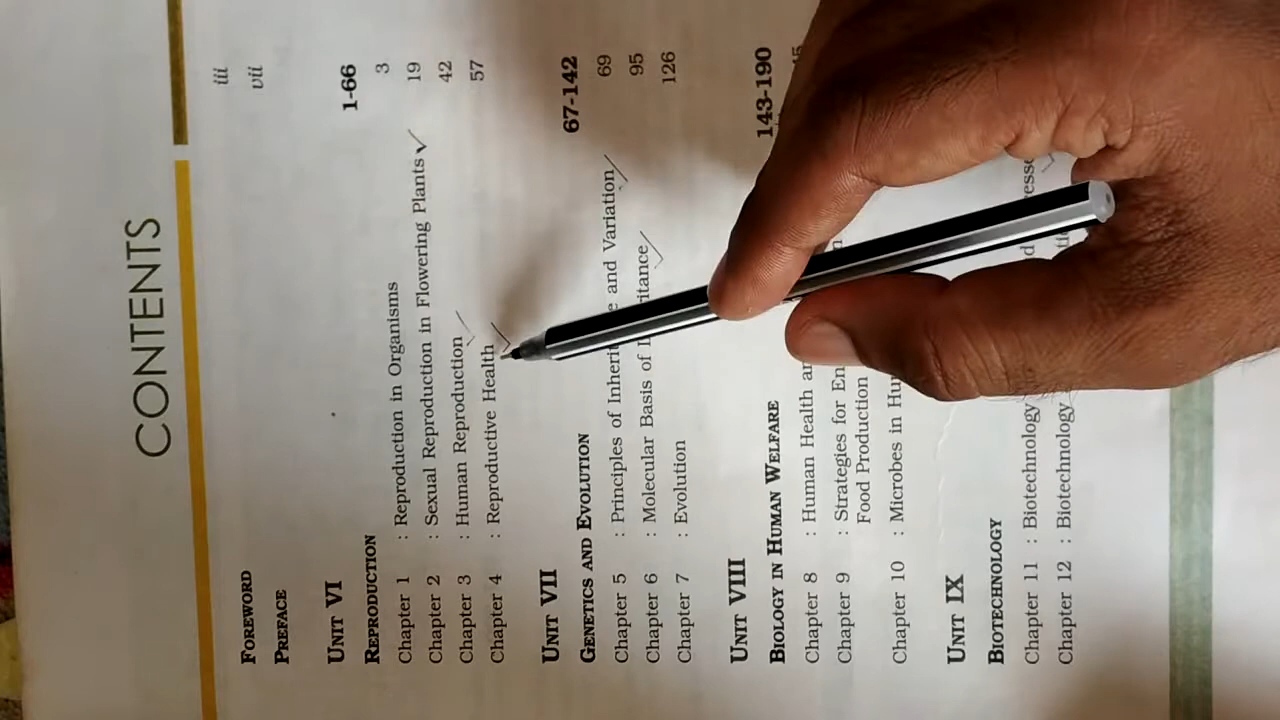 CONTENTS
FOREWORD iii
PREFACE vii
UNIT VI
REPRODUCTION 1-66
Chapter 1 : Reproduction in Organisms 3
Chapter 2 : Sexual Reproduction in Flowering Plants 19
Chapter 3 : Human Reproduction 42
Chapter 4 : Reproductive Health 57
UNIT VII
GENETICS AND EVOLUTION 67-142
Chapter 5 : Principles of and Variation 69
Chapter 6 : Molecular Basis of 95
Chapter 7 : Evolution 126
UNIT VIII
BIOLOGY IN HUMAN WELFARE 143-190
Chapter 8 : Human Health
Chapter 9 : Strategies for
Food Production
Chapter 10 : Microbes in
UNIT IX
BIOTECHNOLOGY
Chapter 11 : Biotechnology
Chapter 12 : Biotechnology